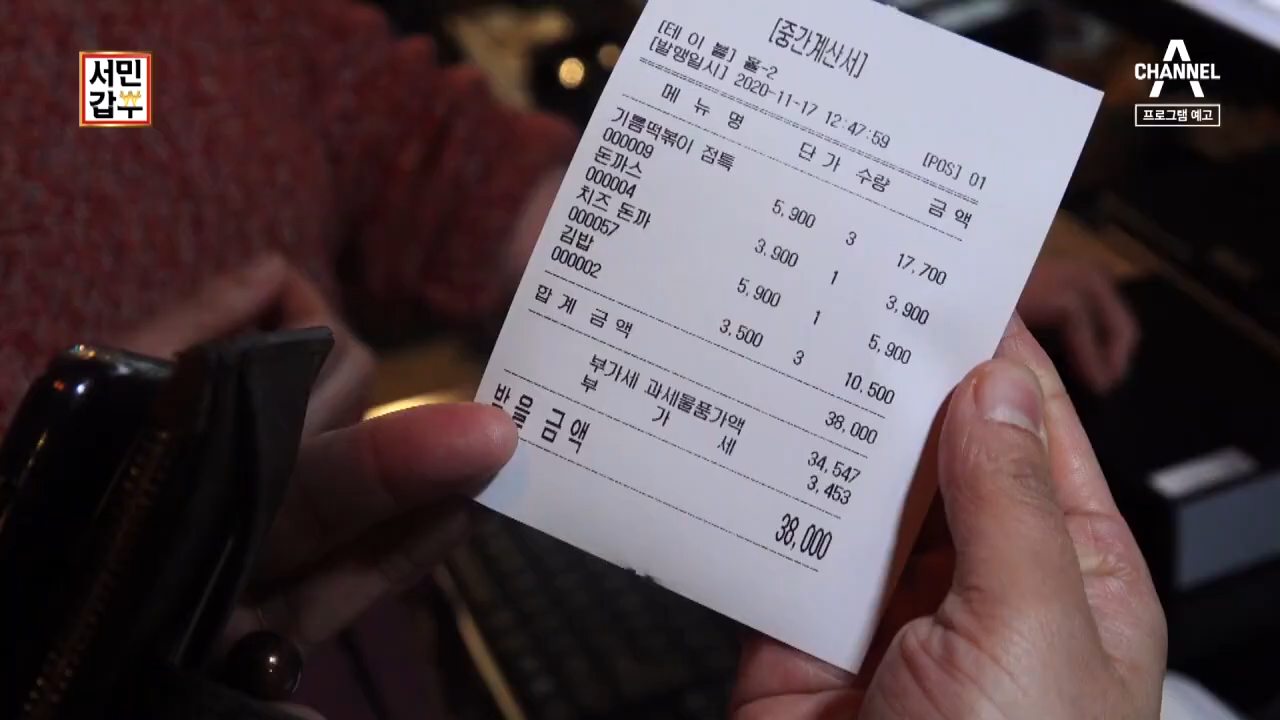 서민
갑부
CHANNEL A
프로그램 예고
[중간계산서]
[테 이 블] 홀-2
[발행일시] 2020-11-17 12:47:59 [POS] 01
메 뉴 명 단 가 수량 금 액
기름떡볶이 점특
000009 5,900 3 17,700
돈까스
000004 3,900 1 3,900
치즈 돈까
000057 5,900 1 5,900
김밥
000002 3,500 3 10,500
합 계 금 액 38,000
부가세 과세물품가액 34,547
부 가 세 3,453
받을금액 38,000